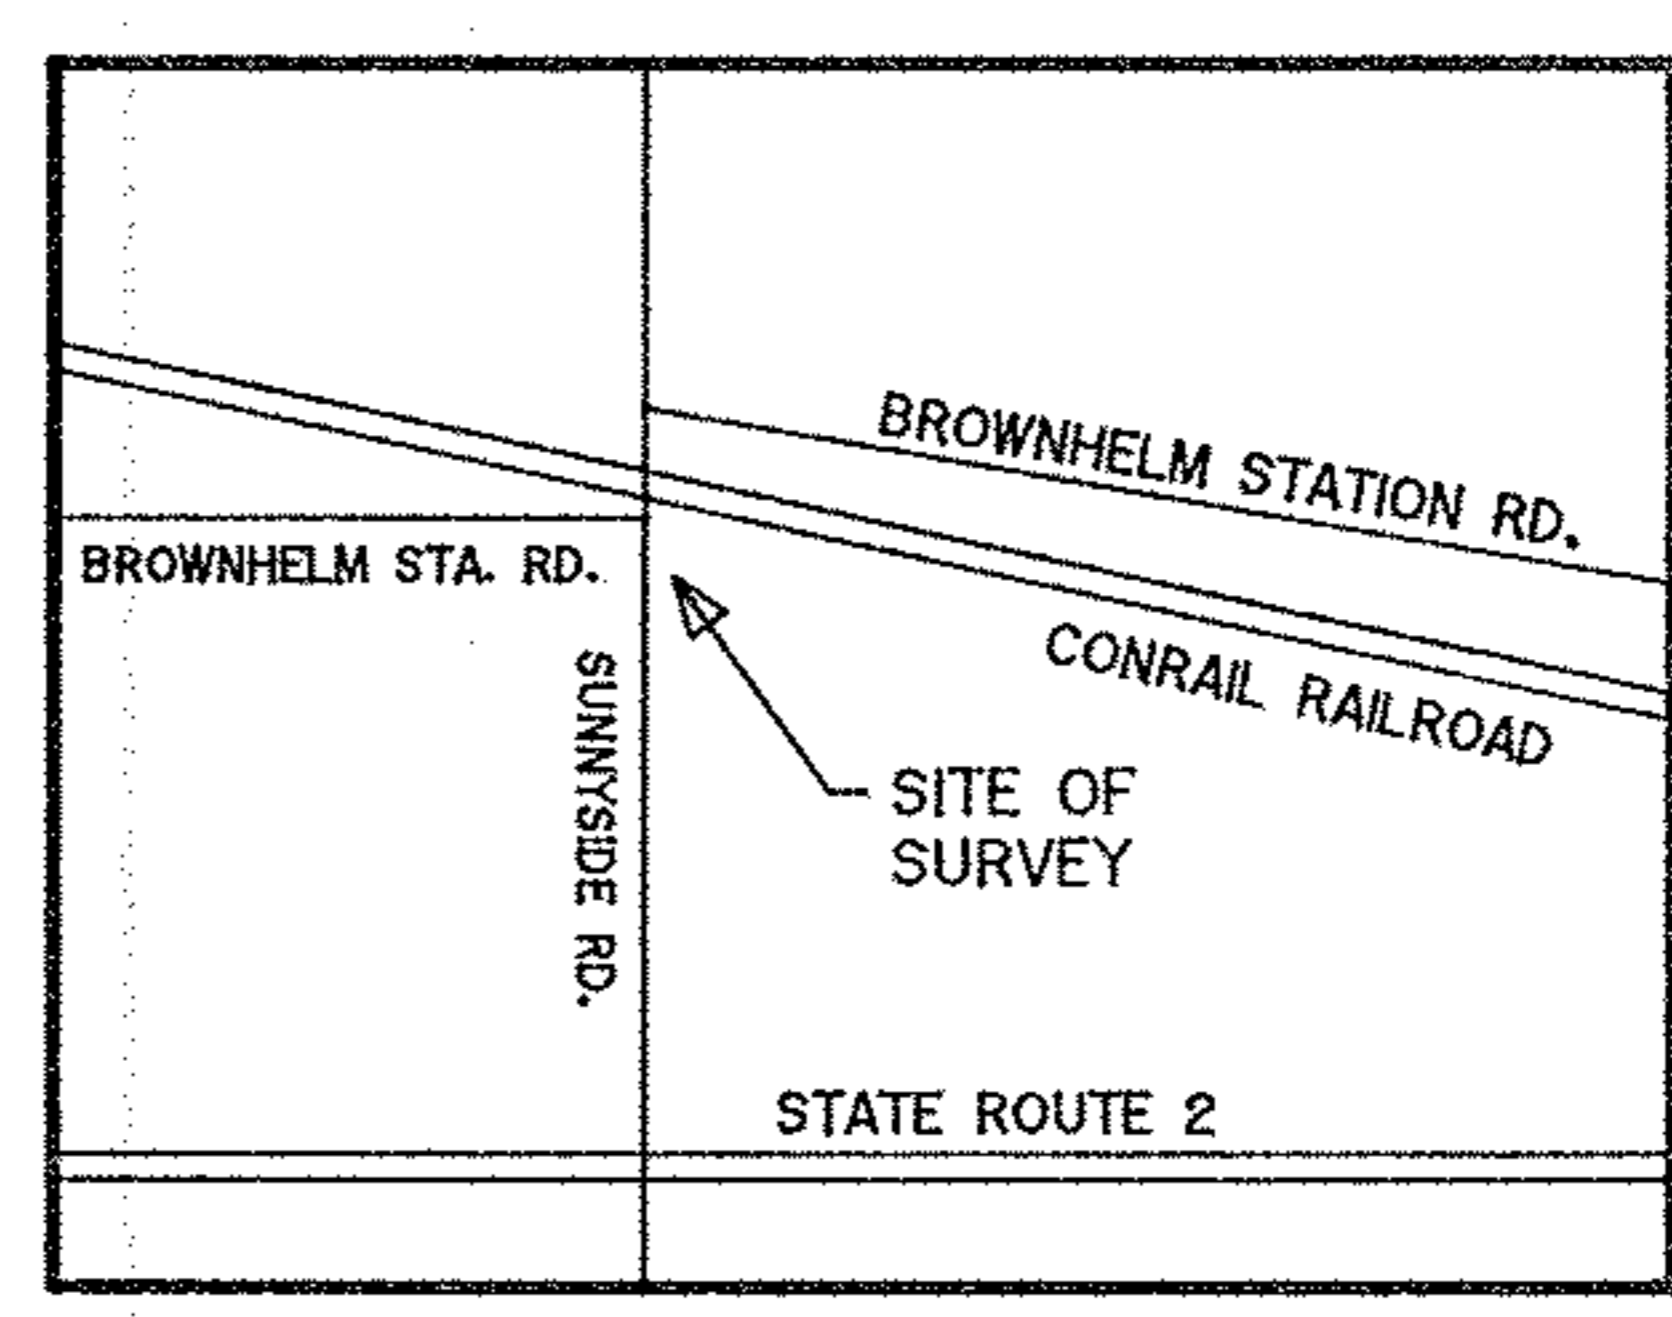 BROWNHELM STATION RD.
BROWNHELM STA. RD.
CONRAIL RAILROAD
SUNNYSIDE RD.
SITE OF
SURVEY
STATE ROUTE 2